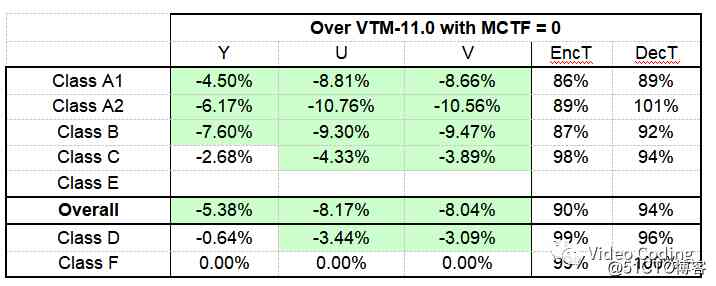 Over VTM-11.0 with MCTF = 0
Y U V EncT DecT
Class A1 -4.50% -8.81% -8.66% 86% 89%
Class A2 -6.17% -10.76% -10.56% 89% 101%
Class B -7.60% -9.30% -9.47% 87% 92%
Class C -2.68% -4.33% -3.89% 98% 94%
Class E
Overall -5.38% -8.17% -8.04% 90% 94%
Class D -0.64% -3.44% -3.09% 99% 96%
Video Coding
Class F 0.00% 0.00% 0.00% 99% 100%
@51CTO博客